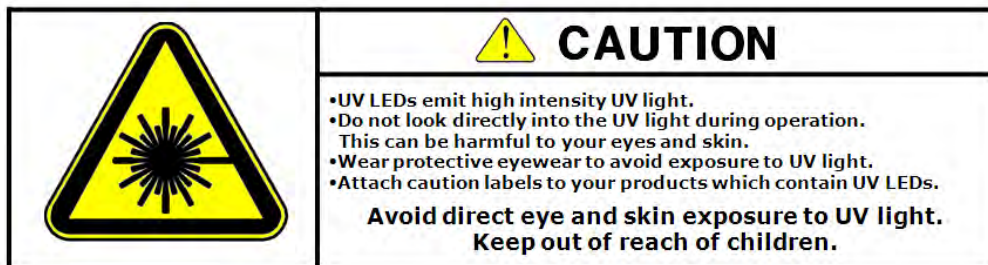 CAUTION
•UV LEDs emit high intensity UV light.
•Do not look directly into the UV light during operation.
This can be harmful to your eyes and skin.
•Wear protective eyewear to avoid exposure to UV light.
•Attach caution labels to your products which contain UV LEDs.
Avoid direct eye and skin exposure to UV light.
Keep out of reach of children.